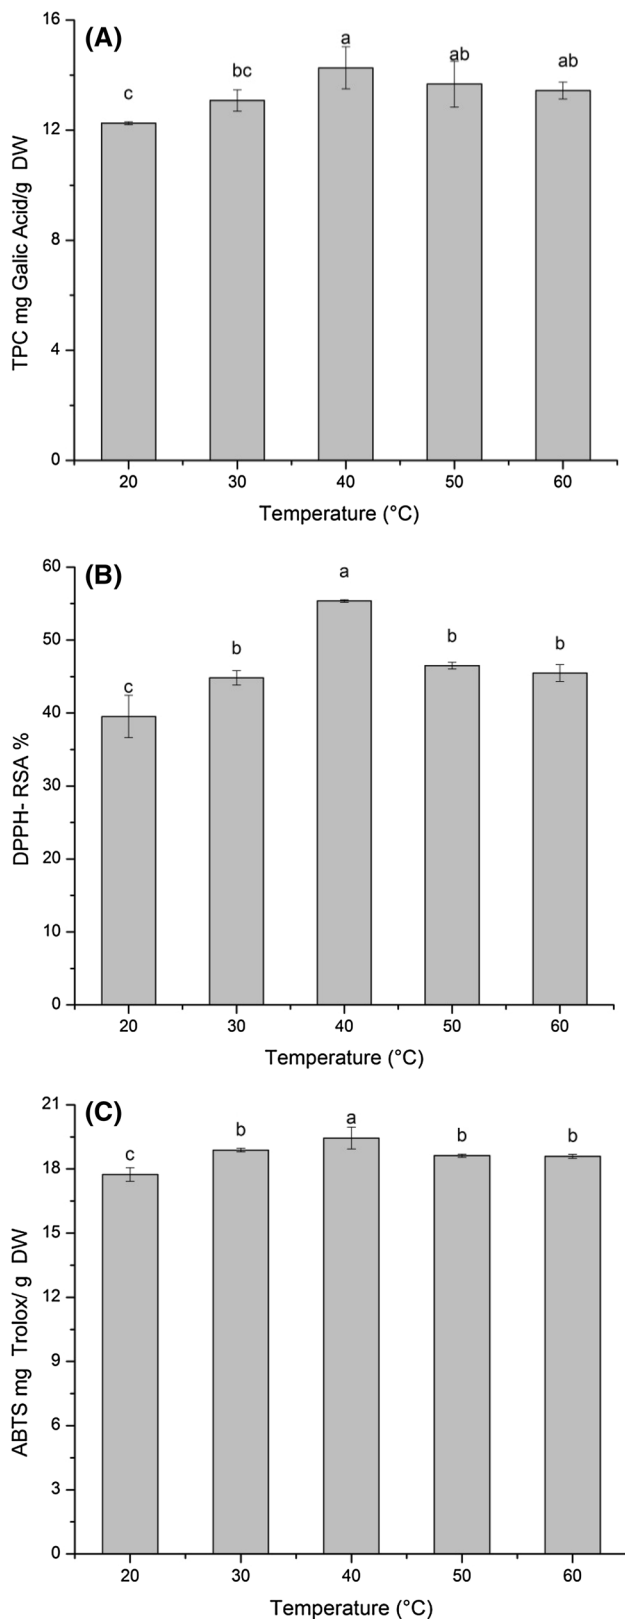 (A)
16
12
8
4
0
TPC mg Galic Acid/g DW
c
bc
a
ab
ab
20 30 40 50 60
Temperature (°C)
(B)
60
50
40
30
20
10
0
DPPH- RSA %
c
b
a
b
b
20 30 40 50 60
Temperature (°C)
(C)
21
18
15
12
9
6
3
0
ABTS mg Trolox/ g DW
c
b
a
b
b
20 30 40 50 60
Temperature (°C)